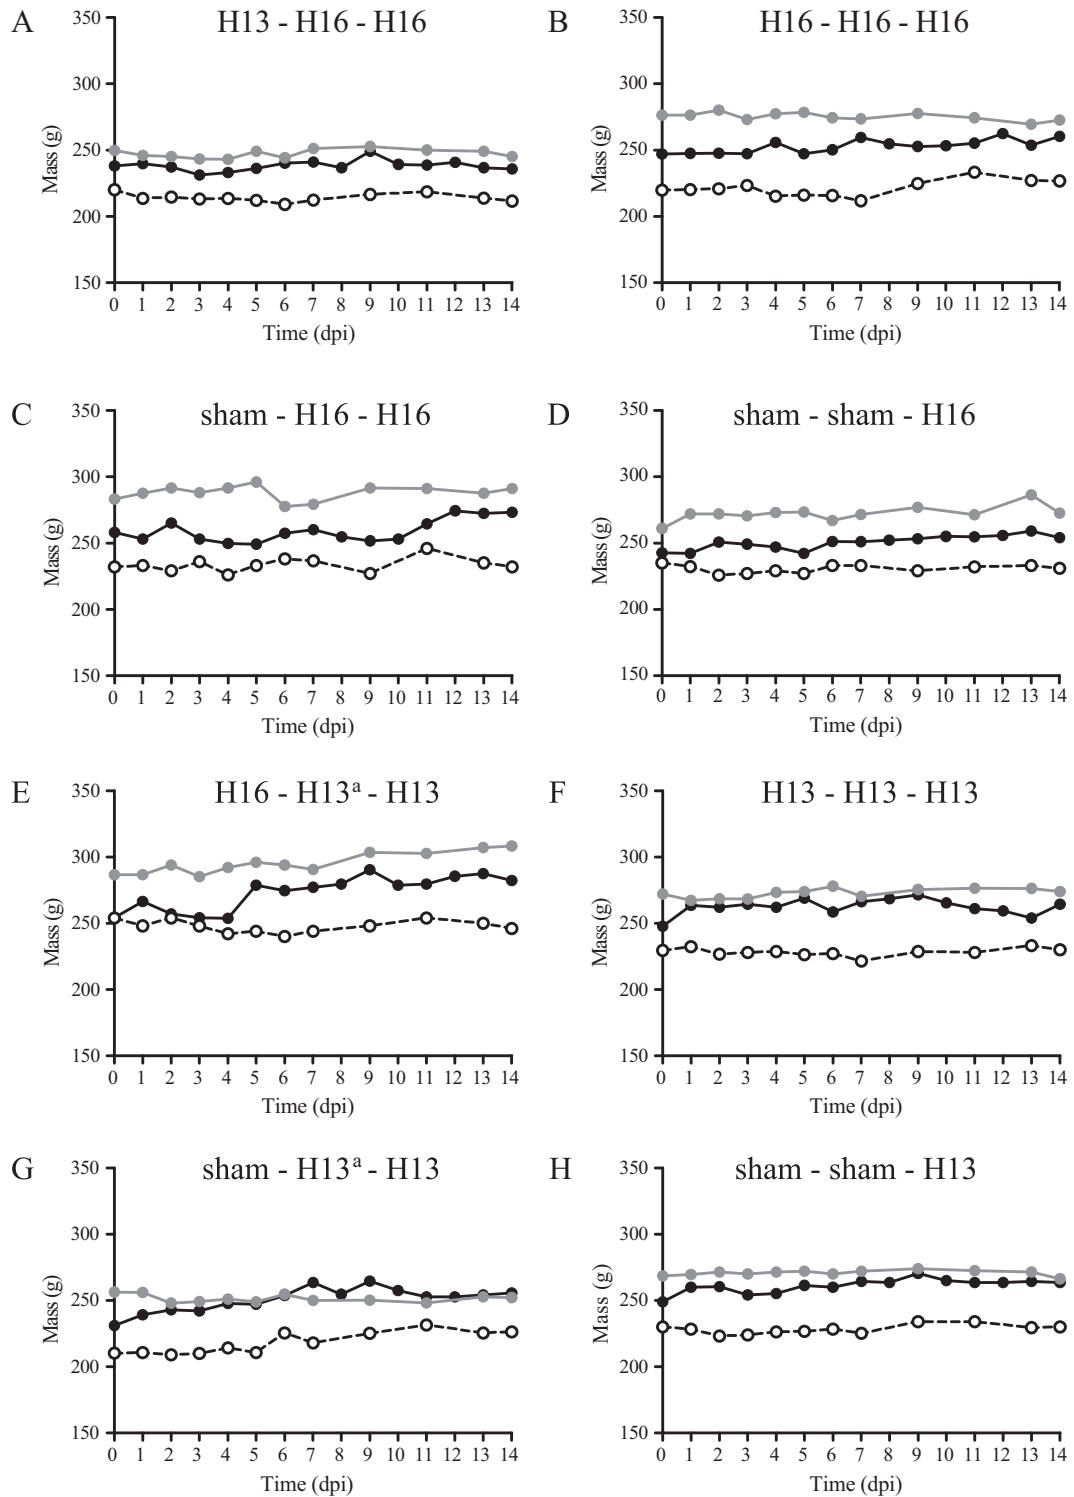 A
H13 - H16 - H16
350
300
250
200
150
Mass (g)
0 1 2 3 4 5 6 7 8 9 10 11 12 13 14
Time (dpi)
B
H16 - H16 - H16
350
300
250
200
150
Mass (g)
0 1 2 3 4 5 6 7 8 9 10 11 12 13 14
Time (dpi)
C
sham - H16 - H16
350
300
250
200
150
Mass (g)
0 1 2 3 4 5 6 7 8 9 10 11 12 13 14
Time (dpi)
D
sham - sham - H16
350
300
250
200
150
Mass (g)
0 1 2 3 4 5 6 7 8 9 10 11 12 13 14
Time (dpi)
E
H16 - H13ᵃ - H13
350
300
250
200
150
Mass (g)
0 1 2 3 4 5 6 7 8 9 10 11 12 13 14
Time (dpi)
F
H13 - H13 - H13
350
300
250
200
150
Mass (g)
0 1 2 3 4 5 6 7 8 9 10 11 12 13 14
Time (dpi)
G
sham - H13ᵃ - H13
350
300
250
200
150
Mass (g)
0 1 2 3 4 5 6 7 8 9 10 11 12 13 14
Time (dpi)
H
sham - sham - H13
350
300
250
200
150
Mass (g)
0 1 2 3 4 5 6 7 8 9 10 11 12 13 14
Time (dpi)